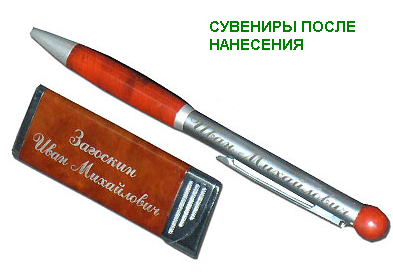 СУВЕНИРЫ ПОСЛЕ
НАНЕСЕНИЯ
Иван Михайлович
Загоскин
Иван Михайлович